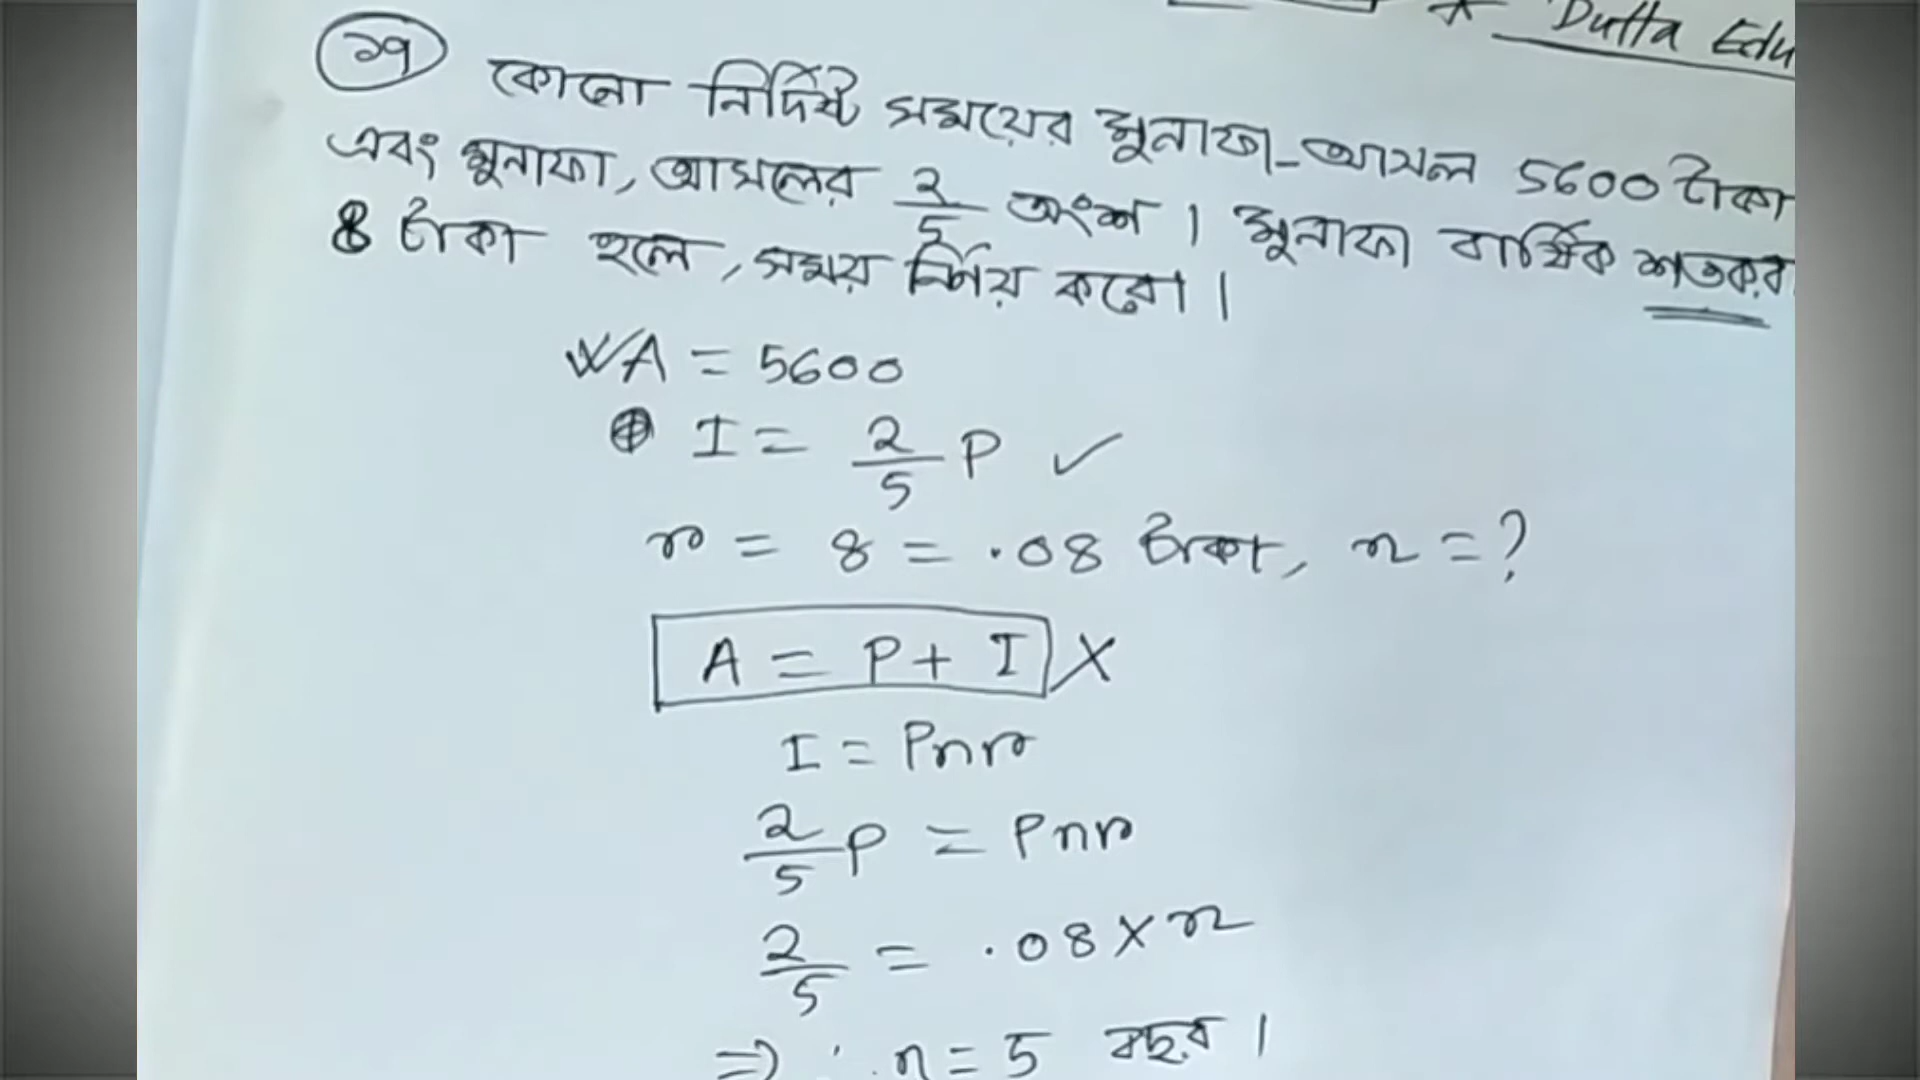 * Dutta Edu
১৭ কোনো নির্দিষ্ট সময়ের মুনাফা-আসল 5600 টাকা
এবং মুনাফা, আসলের 2/5 অংশ। মুনাফা বার্ষিক শতকরা
8 টাকা হলে, সময় নির্ণয় করো।
A = 5600
I = 2/5 P ✓
r = 8 = .08 টাকা, n = ?
A = P + I X
I = Pnr
2/5 P = Pnr
2/5 = .08 × n
⇒ ∴ n = 5 বছর।